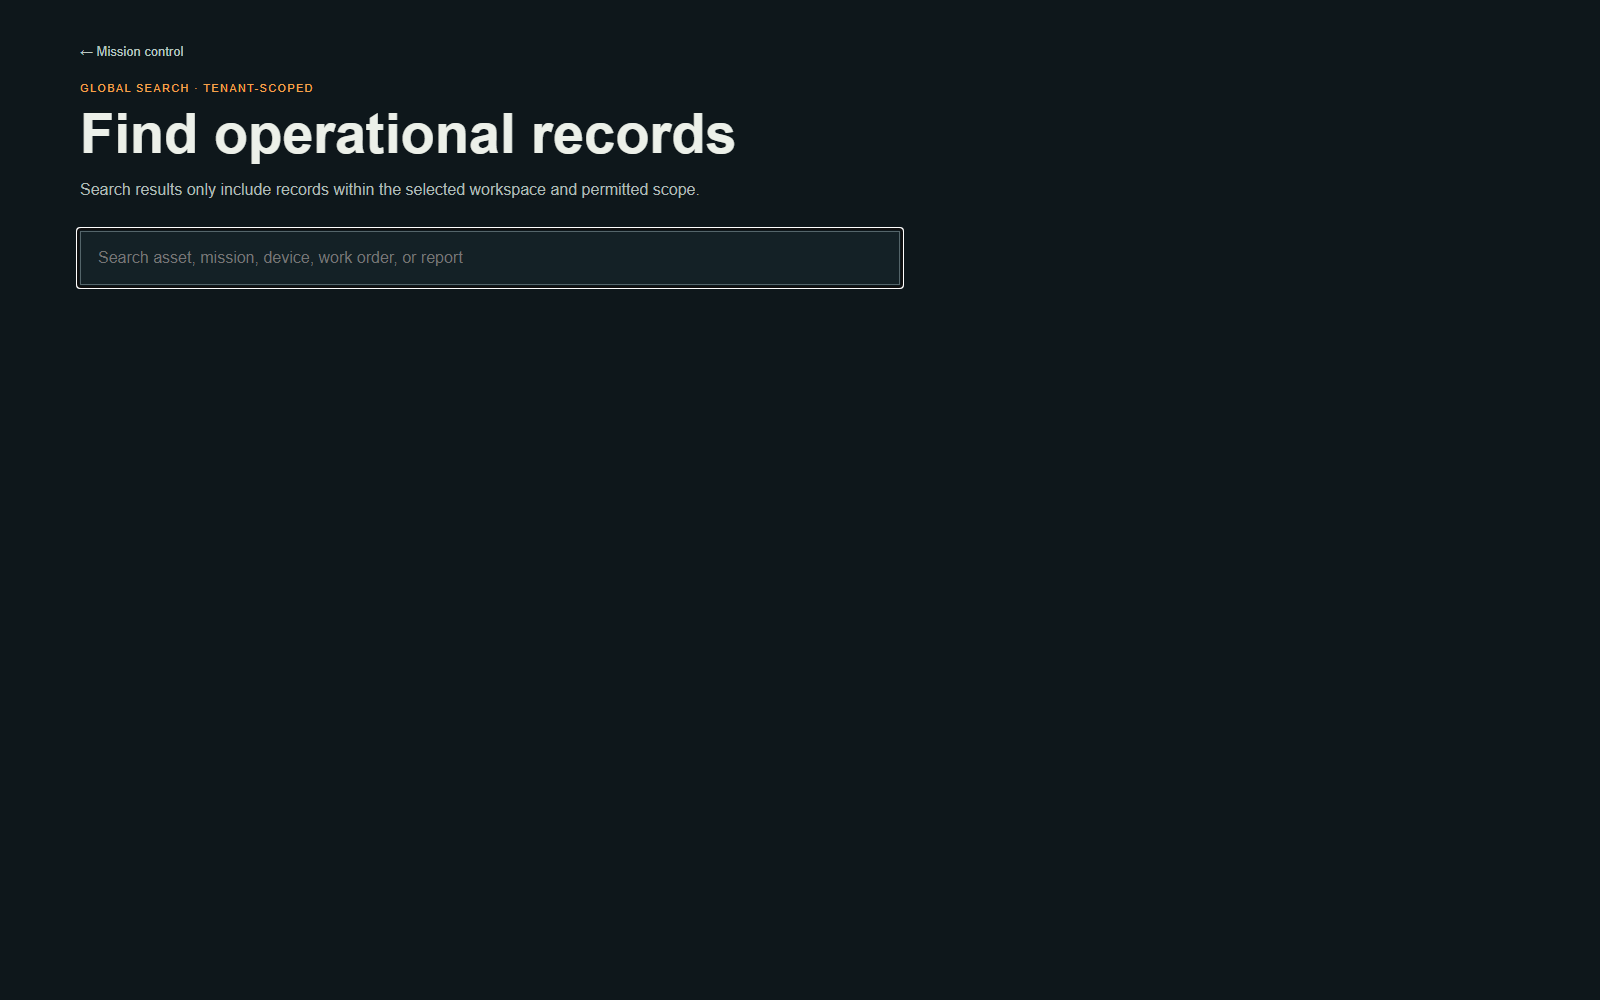 ← Mission control
GLOBAL SEARCH · TENANT-SCOPED
Find operational records
Search results only include records within the selected workspace and permitted scope.
Search asset, mission, device, work order, or report